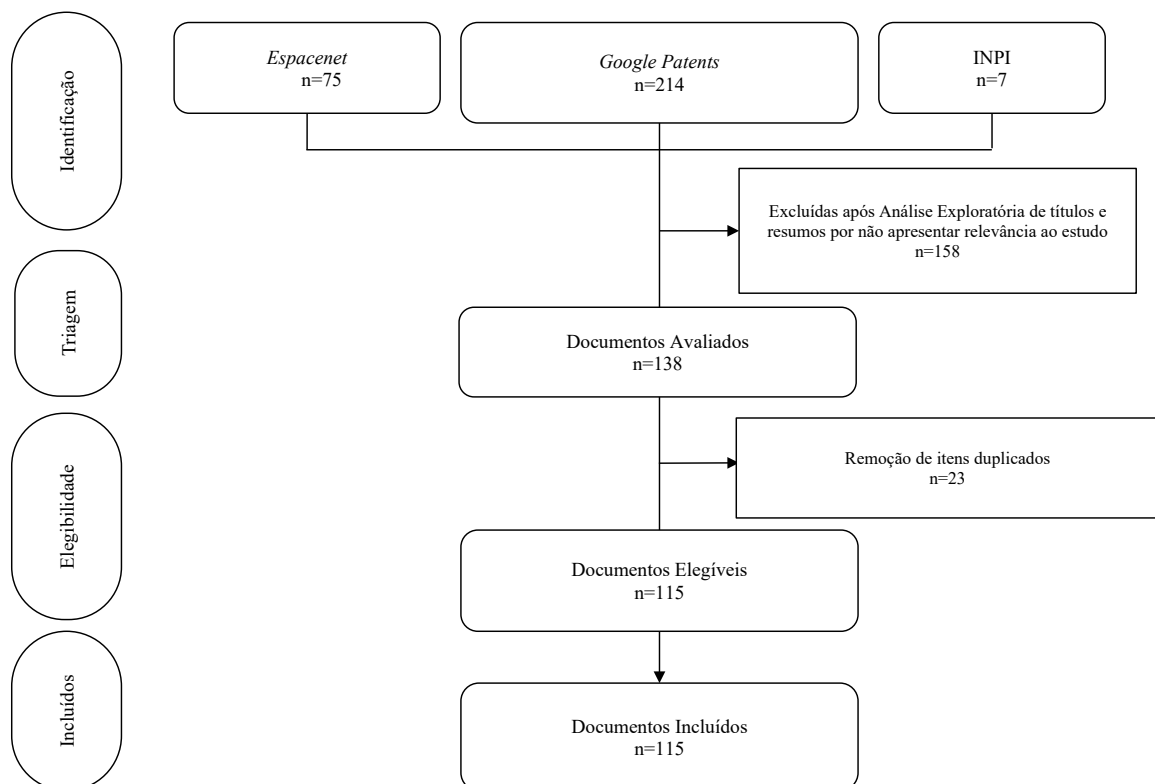 Identificação
Espacenet
n=75
Google Patents
n=214
INPI
n=7
Excluídas após Análise Exploratória de títulos e
resumos por não apresentar relevância ao estudo
n=158
Triagem
Documentos Avaliados
n=138
Elegibilidade
Remoção de itens duplicados
n=23
Documentos Elegíveis
n=115
Incluídos
Documentos Incluídos
n=115